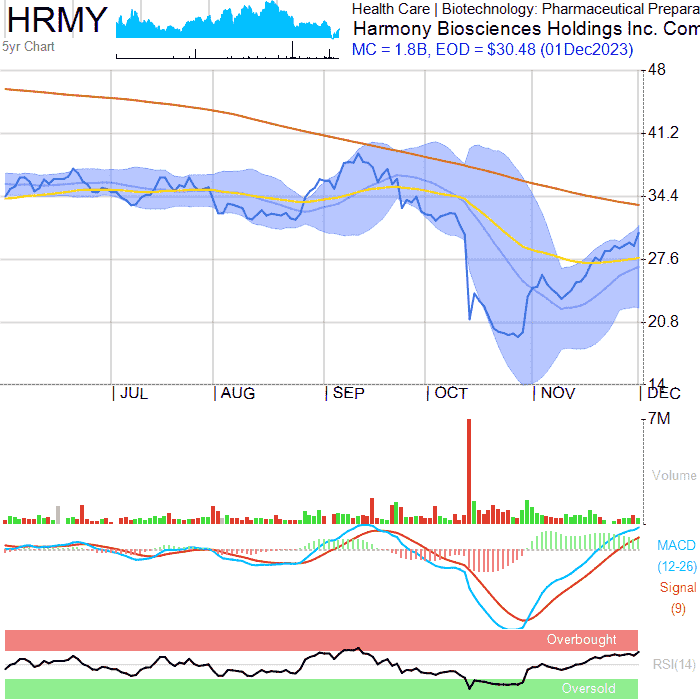 HRMY
5yr Chart
Health Care | Biotechnology: Pharmaceutical Prepara
Harmony Biosciences Holdings Inc. Com
MC = 1.8B, EOD = $30.48 (01Dec2023)
48
41.2
34.4
27.6
20.8
14
JUL AUG SEP OCT NOV DEC
7M
Volume
MACD
(12-26)
Signal
(9)
Overbought
RSI(14)
Oversold